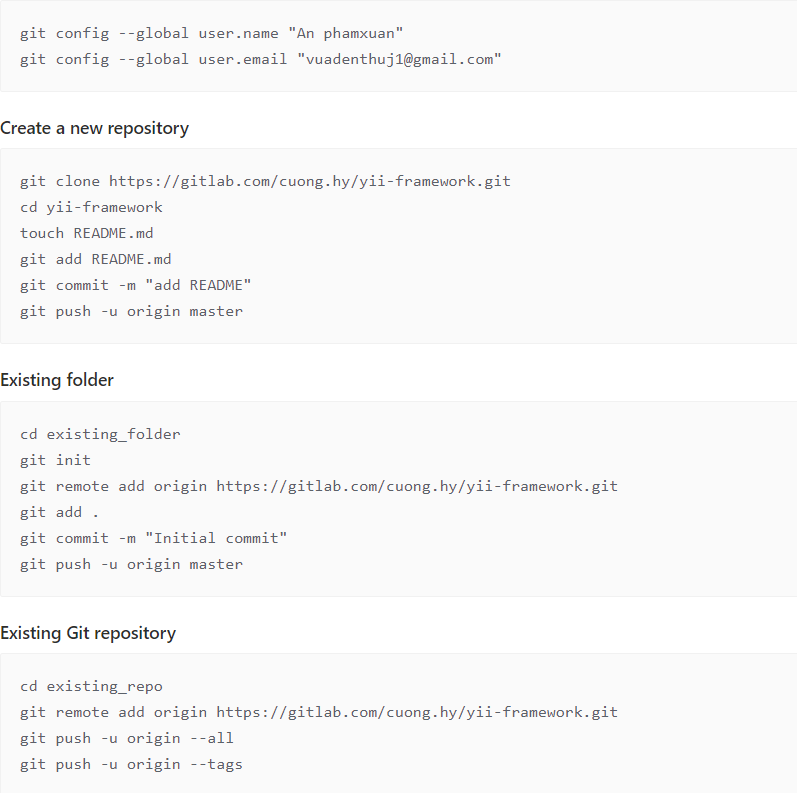 git config --global user.name "An phamxuan"
git config --global user.email "vuadenthuj1@gmail.com"
Create a new repository
git clone https://gitlab.com/cuong.hy/yii-framework.git
cd yii-framework
touch README.md
git add README.md
git commit -m "add README"
git push -u origin master
Existing folder
cd existing_folder
git init
git remote add origin https://gitlab.com/cuong.hy/yii-framework.git
git add .
git commit -m "Initial commit"
git push -u origin master
Existing Git repository
cd existing_repo
git remote add origin https://gitlab.com/cuong.hy/yii-framework.git
git push -u origin --all
git push -u origin --tags